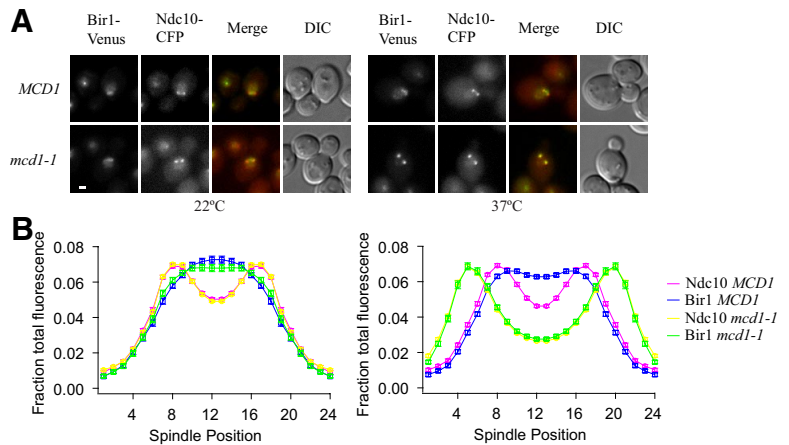 A
Bir1-
Venus
Ndc10-
CFP
Merge
DIC
Bir1-
Venus
Ndc10-
CFP
Merge
DIC
MCD1
mcd1-1
22ºC
37ºC
B
Fraction total fluorescence
0.08
0.06
0.04
0.02
0.00
4
8
12
16
20
24
Spindle Position
Fraction total fluorescence
0.08
0.06
0.04
0.02
0.00
4
8
12
16
20
24
Spindle Position
Ndc10 MCD1
Bir1 MCD1
Ndc10 mcd1-1
Bir1 mcd1-1